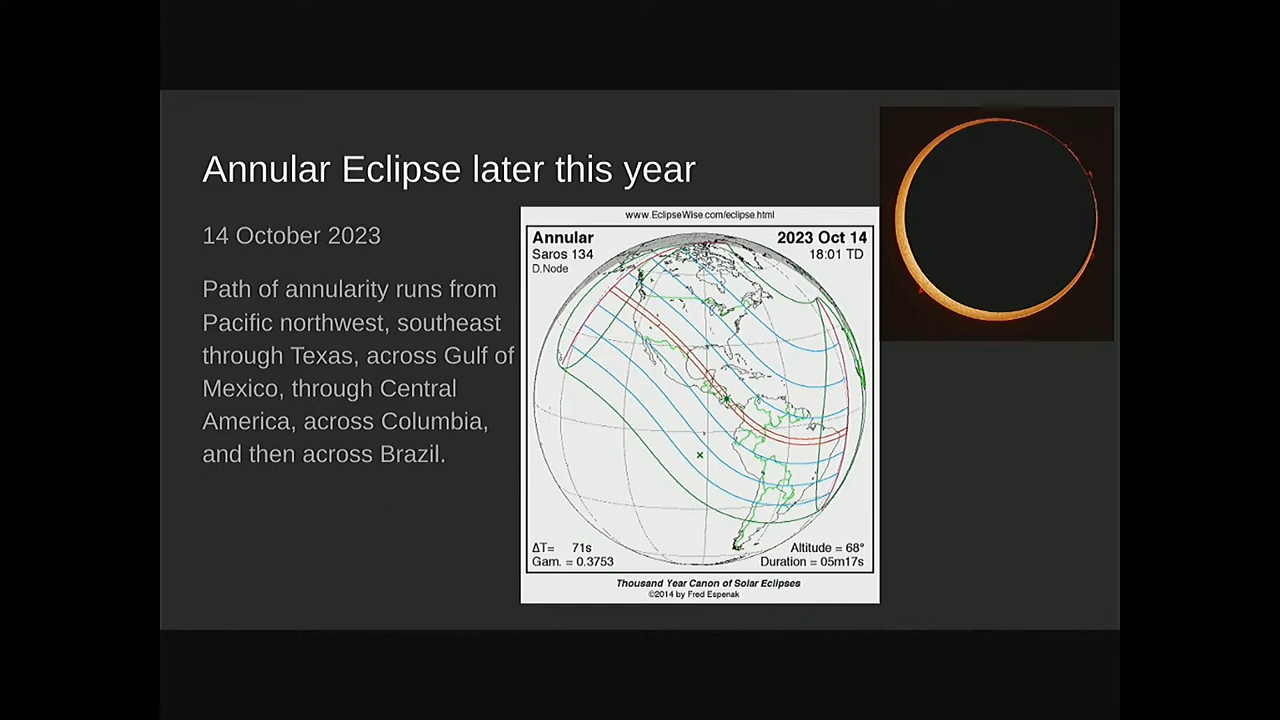 Annular Eclipse later this year
14 October 2023
Path of annularity runs from
Pacific northwest, southeast
through Texas, across Gulf of
Mexico, through Central
America, across Columbia,
and then across Brazil.
www.EclipseWise.com/eclipse.html
Annular
2023 Oct 14
Saros 134
18:01 TD
D.Node
ΔT= 71s
Altitude = 68°
Gam. = 0.3753
Duration = 05m17s
Thousand Year Canon of Solar Eclipses
©2014 by Fred Espenak